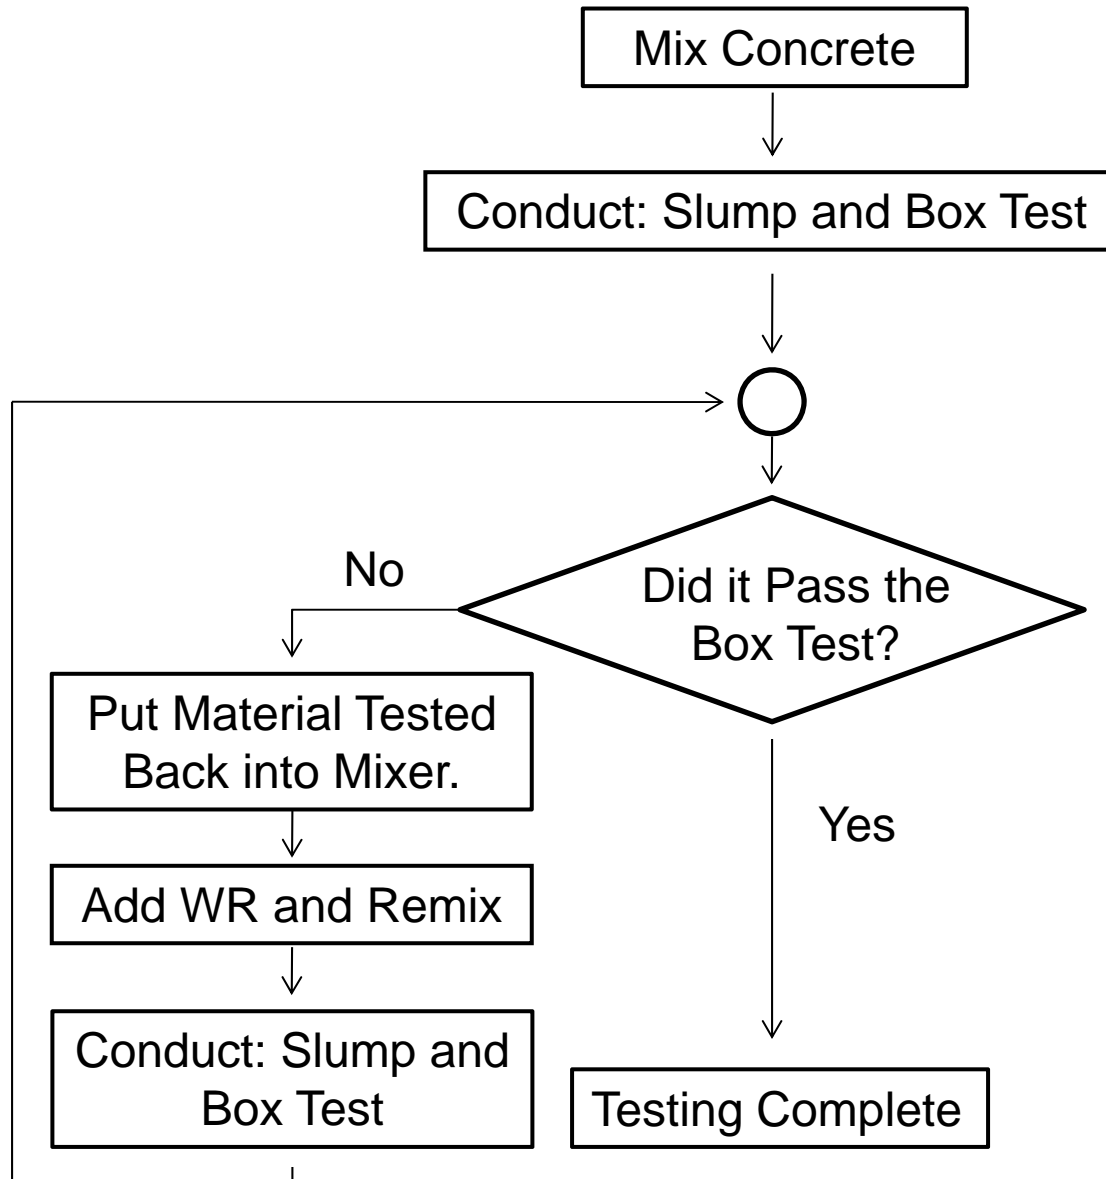 Mix Concrete
Conduct: Slump and Box Test
No
Did it Pass the
Box Test?
Put Material Tested
Back into Mixer.
Yes
Add WR and Remix
Conduct: Slump and
Box Test
Testing Complete